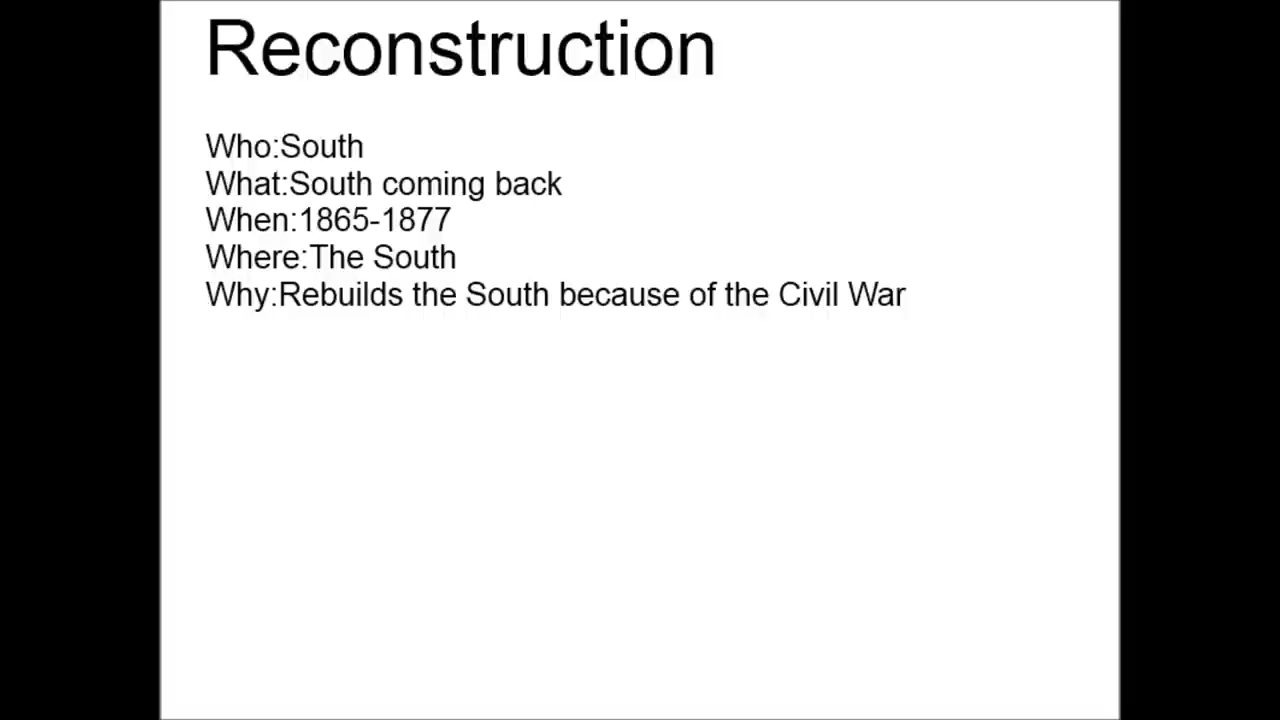 Reconstruction
Who:South
What:South coming back
When:1865-1877
Where:The South
Why:Rebuilds the South because of the Civil War